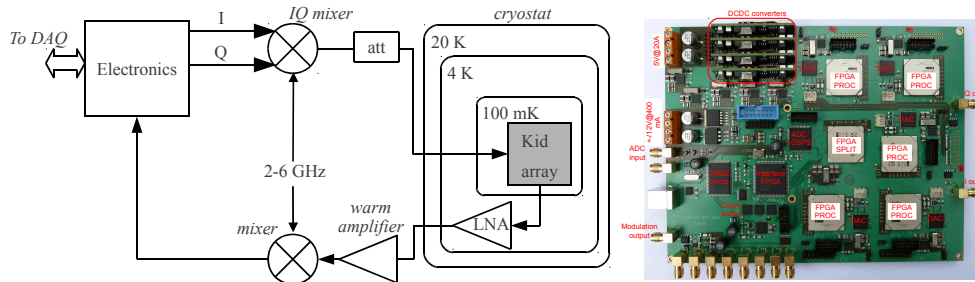 To DAQ
Electronics
I
Q
IQ mixer
att
2-6 GHz
mixer
warm
amplifier
cryostat
20 K
4 K
100 mK
Kid
array
LNA
DCDC converters
5V@20A
+/12V@400
mA
ADC
input
Modulation
output
FPGA
PROC
FPGA
PROC
FPGA
SPLIT
FPGA
PROC
FPGA
PROC
FPGA
PROC
ADC
Interface
FPGA
DAC
DAC
DAC